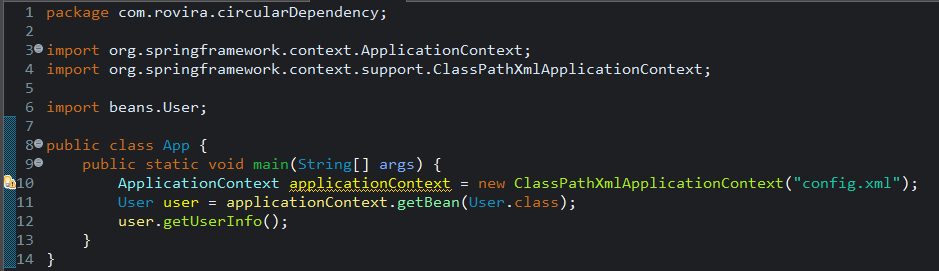 1 package com.rovira.circularDependency;
2
3 import org.springframework.context.ApplicationContext;
4 import org.springframework.context.support.ClassPathXmlApplicationContext;
5
6 import beans.User;
7
8 public class App {
9     public static void main(String[] args) {
10         ApplicationContext applicationContext = new ClassPathXmlApplicationContext("config.xml");
11         User user = applicationContext.getBean(User.class);
12         user.getUserInfo();
13     }
14 }